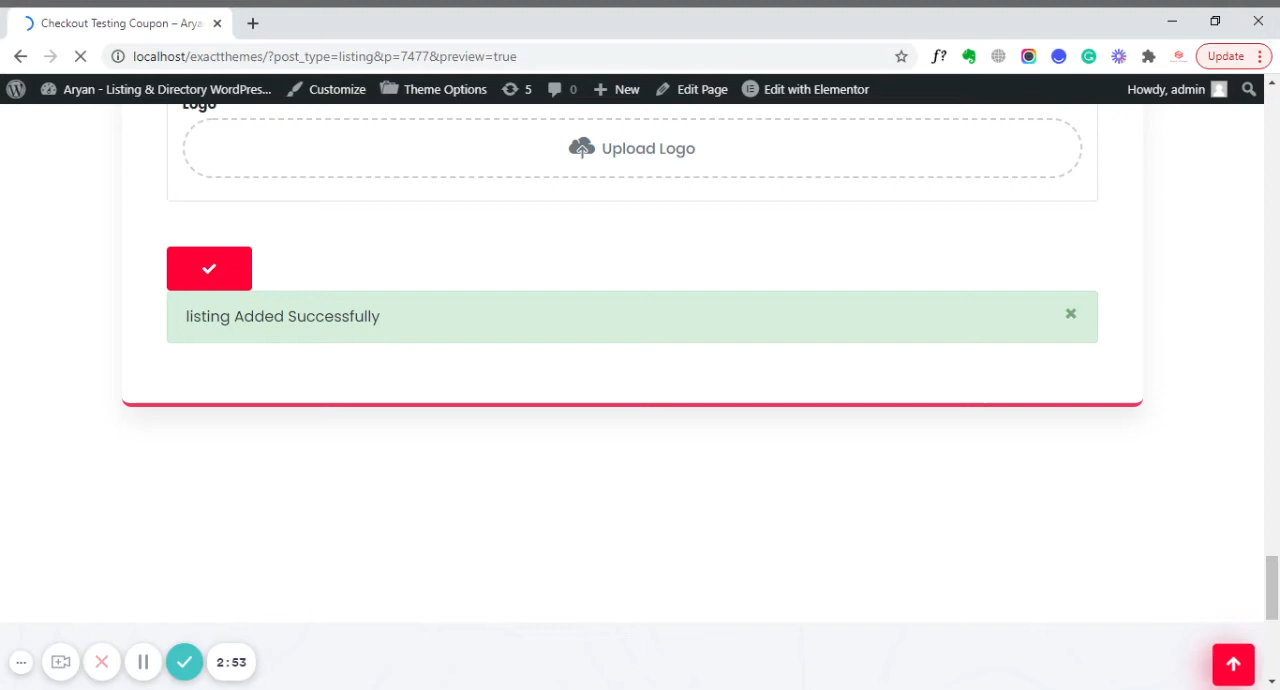 Checkout Testing Coupon – Arya
localhost/exactthemes/?post_type=listing&p=7477&preview=true
f?
Update
Aryan - Listing & Directory WordPres...
Customize
Theme Options
5
0
New
Edit Page
Edit with Elementor
Howdy, admin
Logo
Upload Logo
listing Added Successfully
2:53